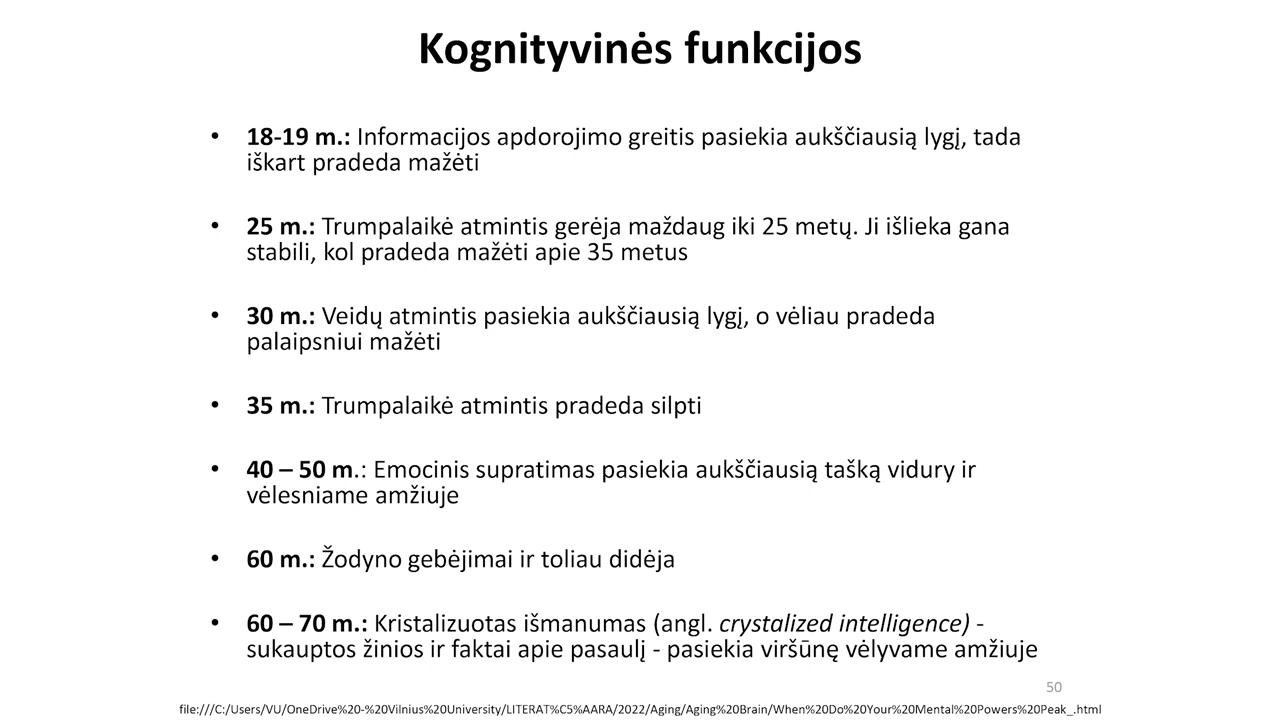 Kognityvinės funkcijos
• 18-19 m.: Informacijos apdorojimo greitis pasiekia aukščiausią lygį, tada
iškart pradeda mažėti
• 25 m.: Trumpalaikė atmintis gerėja maždaug iki 25 metų. Ji išlieka gana
stabili, kol pradeda mažėti apie 35 metus
• 30 m.: Veidų atmintis pasiekia aukščiausią lygį, o vėliau pradeda
palaipsniui mažėti
• 35 m.: Trumpalaikė atmintis pradeda silpti
• 40 – 50 m.: Emocinis supratimas pasiekia aukščiausią tašką vidury ir
vėlesniame amžiuje
• 60 m.: Žodyno gebėjimai ir toliau didėja
• 60 – 70 m.: Kristalizuotas išmanumas (angl. crystalized intelligence) -
sukauptos žinios ir faktai apie pasaulį - pasiekia viršūnę vėlyvame amžiuje
50
file:///C:/Users/VU/OneDrive%20-%20Vilnius%20University/LITERAT%C5%AARA/2022/Aging/Aging%20Brain/When%20Do%20Your%20Mental%20Powers%20Peak_.html